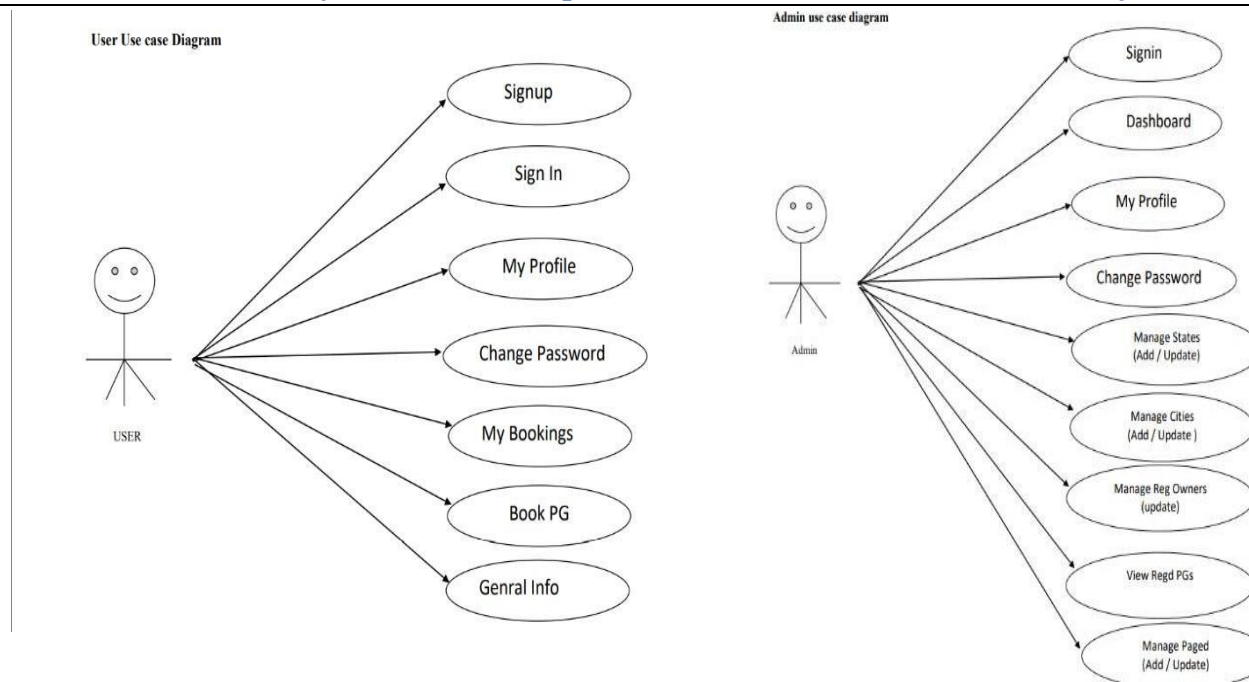 User Use case Diagram
Signup
Sign In
My Profile
Change Password
My Bookings
Book PG
Genral Info
USER
Admin use case diagram
Signin
Dashboard
My Profile
Change Password
Manage States
(Add / Update)
Manage Cities
(Add / Update )
Manage Reg Owners
(update)
View Regd PGs
Manage Paged
(Add / Update)
Admin